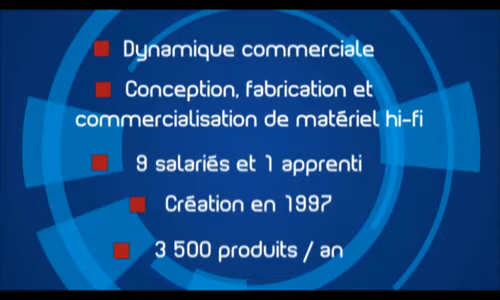 Dynamique commerciale
Conception, fabrication et
commercialisation de matériel hi-fi
9 salariés et 1 apprenti
Création en 1997
3 500 produits / an